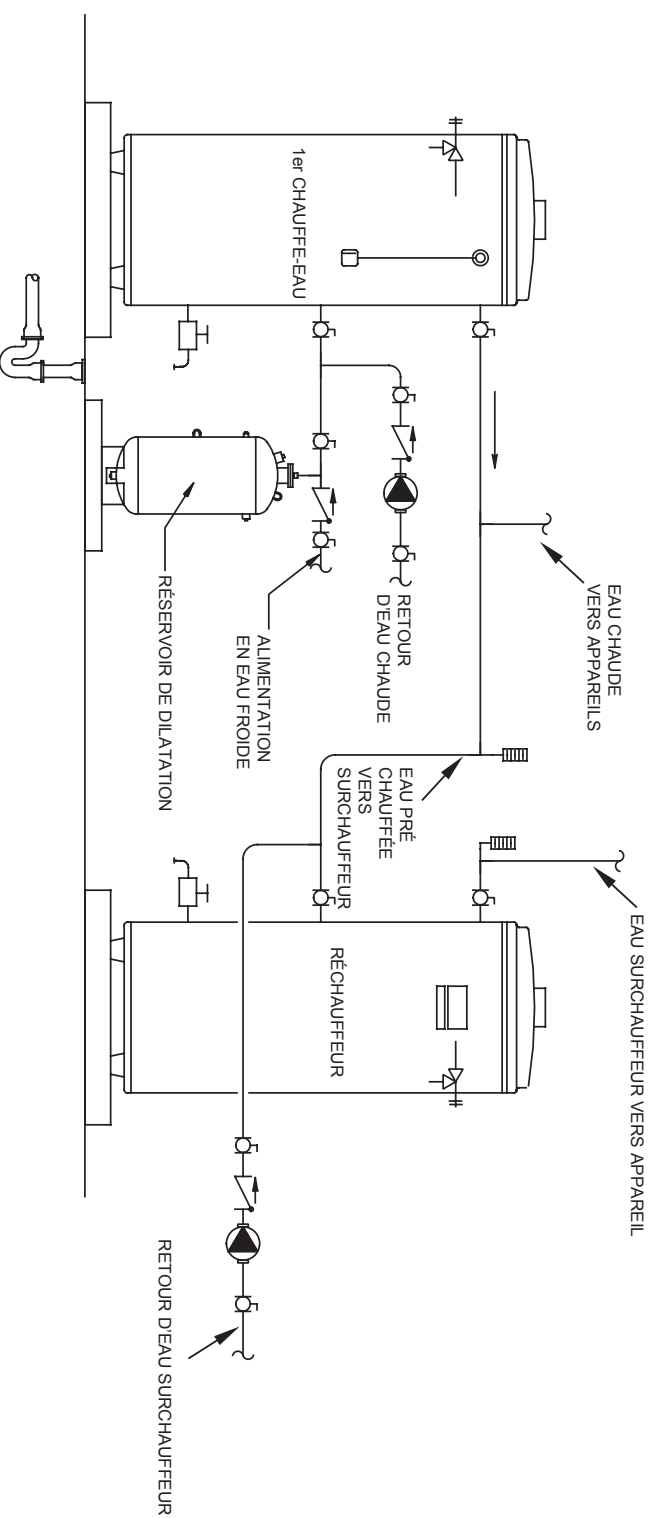 1er CHAUFFE-EAU
EAU CHAUDE
VERS APPAREILS
RETOUR
D'EAU CHAUDE
ALIMENTATION
EN EAU FROIDE
RÉSERVOIR DE DILATATION
EAU PRÉ
CHAUFFÉE
VERS
SURCHAUFFEUR
EAU SURCHAUFFEUR VERS APPAREIL
RÉCHAUFFEUR
RETOUR D'EAU SURCHAUFFEUR